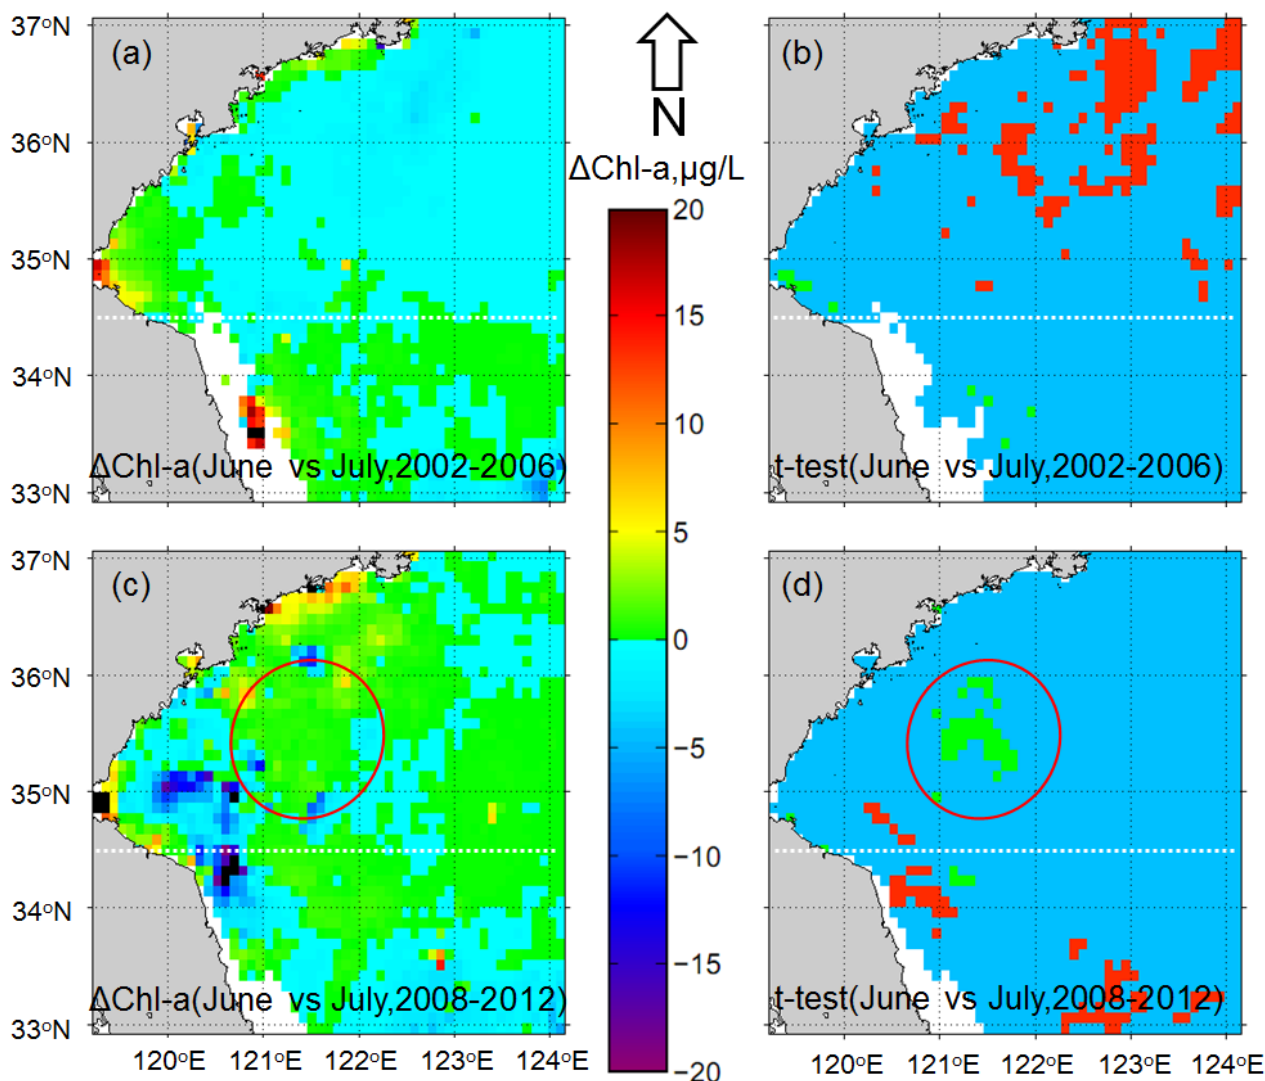 37°N
36°N
35°N
34°N
33°N
(a)
ΔChl-a(June vs July,2002-2006)
N
ΔChl-a,μg/L
20
15
10
5
0
−5
−10
−15
−20
(b)
t-test(June vs July,2002-2006)
37°N
36°N
35°N
34°N
33°N
(c)
ΔChl-a(June vs July,2008-2012)
120°E 121°E 122°E 123°E 124°E
(d)
t-test(June vs July,2008-2012)
120°E 121°E 122°E 123°E 124°E